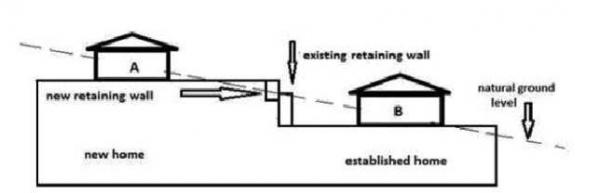 A
existing retaining wall
new retaining wall
B
natural ground
level
new home
established home